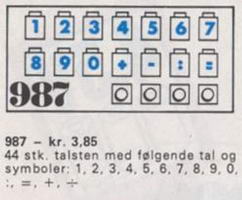 1 2 3 4 5 6 7
8 9 0 + - : =
987
987 – kr. 3,85
44 stk. talsten med følgende tal og
symboler: 1, 2, 3, 4, 5, 6, 7, 8, 9, 0,
:, =, +, ÷